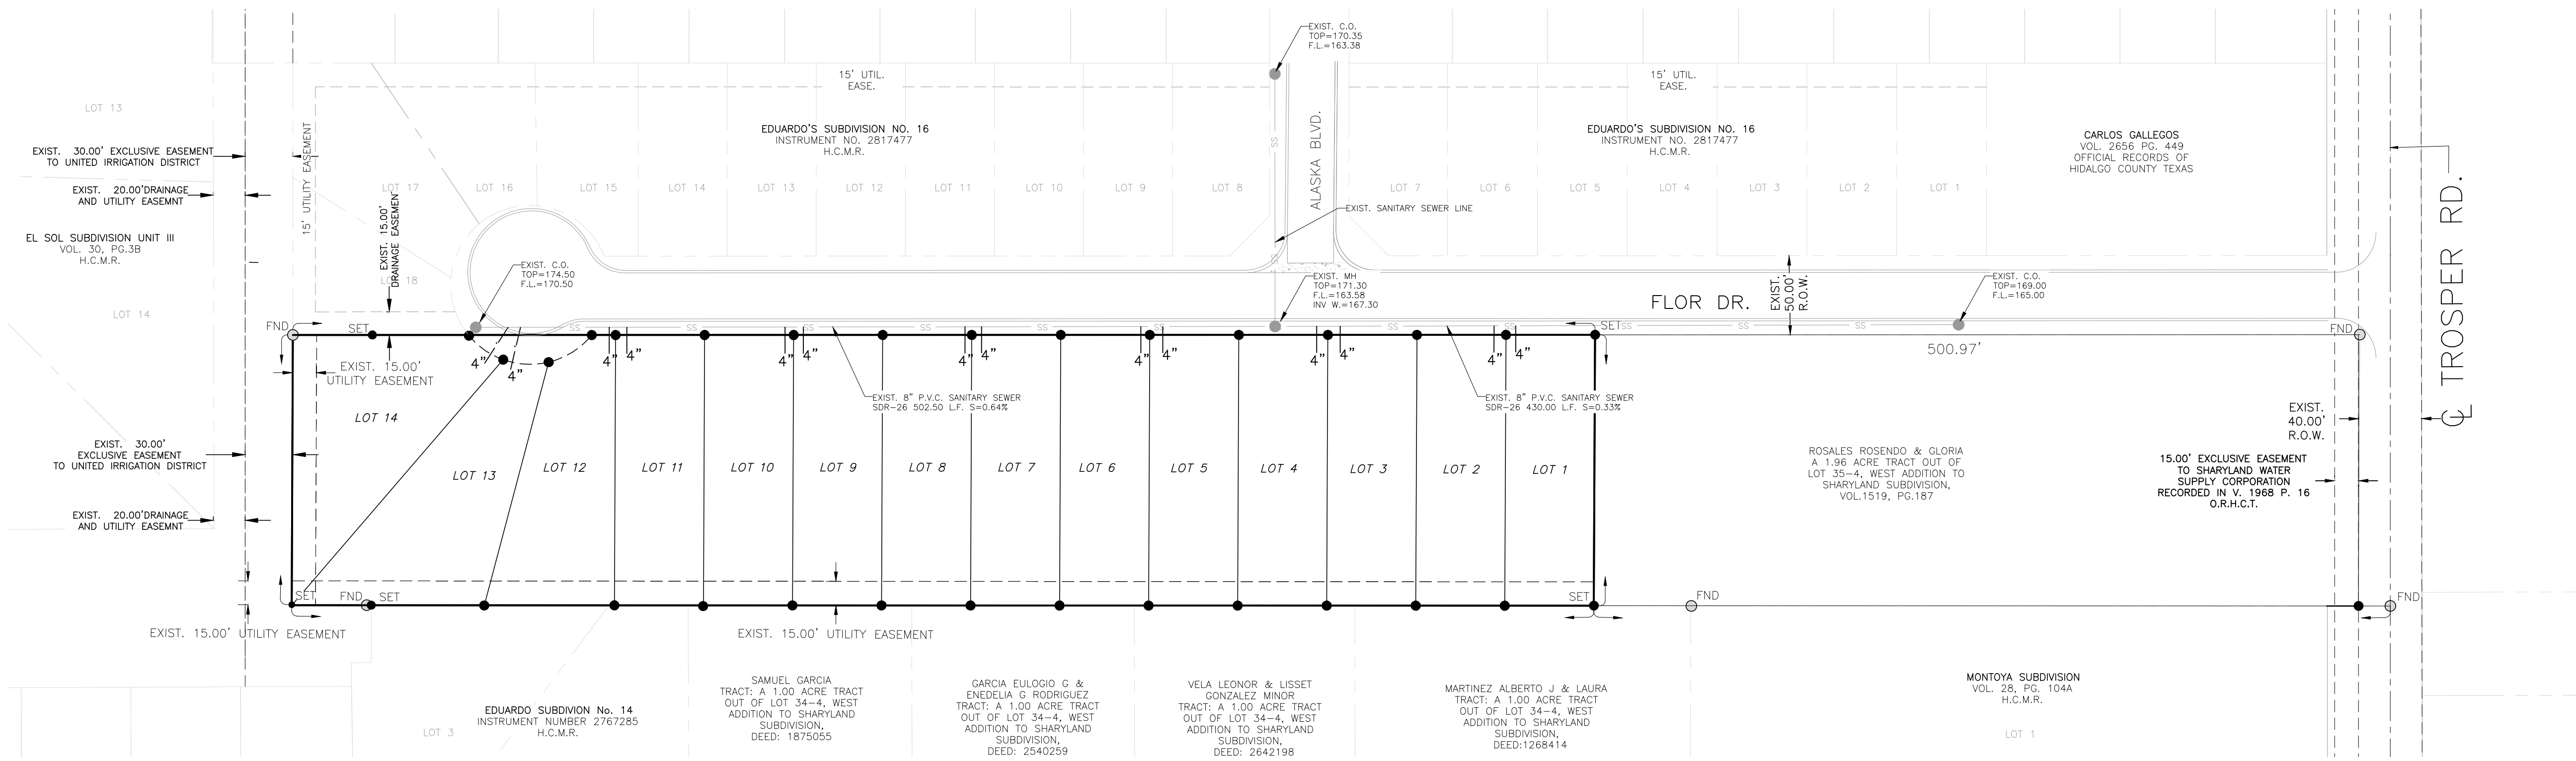 EXIST. C.O.
TOP=170.35
F.L.=163.38
15' UTIL.
EASE.
15' UTIL.
EASE.
LOT 13
EXIST. 30.00' EXCLUSIVE EASEMENT
TO UNITED IRRIGATION DISTRICT
EXIST. 20.00'DRAINAGE
AND UTILITY EASEMNT
EL SOL SUBDIVISION UNIT III
VOL. 30, PG.3B
H.C.M.R.
LOT 14
15' UTILITY EASEMENT
EXIST. 15.00'
DRAINAGE EASEMENT
EDUARDO'S SUBDIVISION NO. 16
INSTRUMENT NO. 2817477
H.C.M.R.
EDUARDO'S SUBDIVISION NO. 16
INSTRUMENT NO. 2817477
H.C.M.R.
CARLOS GALLEGOS
VOL. 2656 PG. 449
OFFICIAL RECORDS OF
HIDALGO COUNTY TEXAS
ALASKA BLVD.
SS
SS
LOT 17
LOT 16
LOT 15
LOT 14
LOT 13
LOT 12
LOT 11
LOT 10
LOT 9
LOT 8
LOT 7
LOT 6
LOT 5
LOT 4
LOT 3
LOT 2
LOT 1
LOT 18
EXIST. SANITARY SEWER LINE
EXIST. C.O.
TOP=174.50
F.L.=170.50
EXIST. MH
TOP=171.30
F.L.=163.58
INV W.=167.30
FLOR DR.
EXIST.
50.00'
R.O.W.
EXIST. C.O.
TOP=169.00
F.L.=165.00
℄ TROSPER RD.
FND
SET
SS
SS
SS
SS
SS
SS
SS
SS
SET
SS
SS
SS
FND
500.97'
4"
4"
4"
4"
4"
4"
4"
4"
4"
4"
4"
4"
4"
4"
EXIST. 15.00'
UTILITY EASEMENT
EXIST. 8" P.V.C. SANITARY SEWER
SDR-26 502.50 L.F. S=0.64%
EXIST. 8" P.V.C. SANITARY SEWER
SDR-26 430.00 L.F. S=0.33%
EXIST.
40.00'
R.O.W.
EXIST. 30.00'
EXCLUSIVE EASEMENT
TO UNITED IRRIGATION DISTRICT
EXIST. 20.00'DRAINAGE
AND UTILITY EASEMNT
LOT 14
LOT 13
LOT 12
LOT 11
LOT 10
LOT 9
LOT 8
LOT 7
LOT 6
LOT 5
LOT 4
LOT 3
LOT 2
LOT 1
ROSALES ROSENDO & GLORIA
A 1.96 ACRE TRACT OUT OF
LOT 35-4, WEST ADDITION TO
SHARYLAND SUBDIVISION,
VOL.1519, PG.187
15.00' EXCLUSIVE EASEMENT
TO SHARYLAND WATER
SUPPLY CORPORATION
RECORDED IN V. 1968 P. 16
O.R.H.C.T.
SET
FND
SET
SET
FND
FND
EXIST. 15.00' UTILITY EASEMENT
EXIST. 15.00' UTILITY EASEMENT
LOT 3
EDUARDO SUBDIVION No. 14
INSTRUMENT NUMBER 2767285
H.C.M.R.
SAMUEL GARCIA
TRACT: A 1.00 ACRE TRACT
OUT OF LOT 34-4, WEST
ADDITION TO SHARYLAND
SUBDIVISION,
DEED: 1875055
GARCIA EULOGIO G &
ENEDELIA G RODRIGUEZ
TRACT: A 1.00 ACRE TRACT
OUT OF LOT 34-4, WEST
ADDITION TO SHARYLAND
SUBDIVISION,
DEED: 2540259
VELA LEONOR & LISSET
GONZALEZ MINOR
TRACT: A 1.00 ACRE TRACT
OUT OF LOT 34-4, WEST
ADDITION TO SHARYLAND
SUBDIVISION,
DEED: 2642198
MARTINEZ ALBERTO J & LAURA
TRACT: A 1.00 ACRE TRACT
OUT OF LOT 34-4, WEST
ADDITION TO SHARYLAND
SUBDIVISION,
DEED:1268414
MONTOYA SUBDIVISION
VOL. 28, PG. 104A
H.C.M.R.
LOT 1